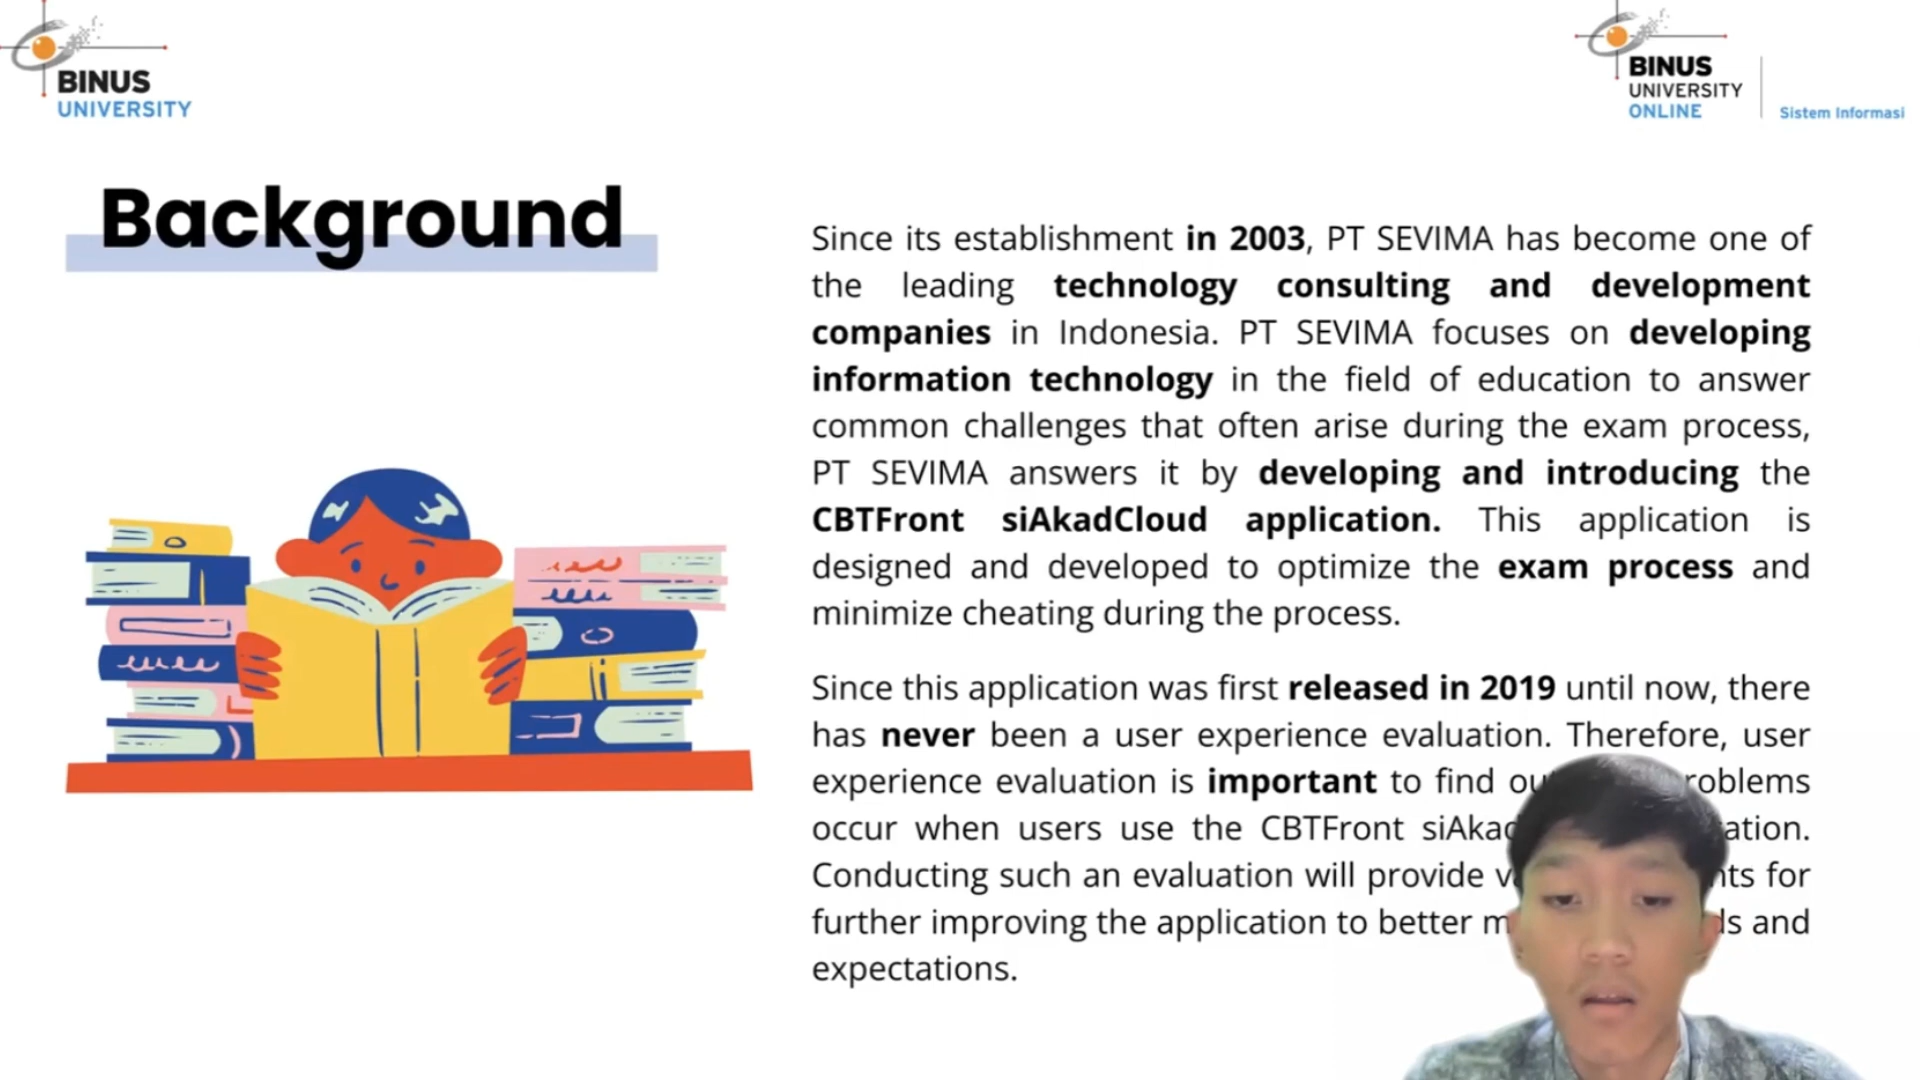 BINUS
UNIVERSITY
BINUS
UNIVERSITY
ONLINE
Sistem Informasi
Background
Since its establishment in 2003, PT SEVIMA has become one of
the leading technology consulting and development
companies in Indonesia. PT SEVIMA focuses on developing
information technology in the field of education to answer
common challenges that often arise during the exam process,
PT SEVIMA answers it by developing and introducing the
CBTFront siAkadCloud application. This application is
designed and developed to optimize the exam process and
minimize cheating during the process.
Since this application was first released in 2019 until now, there
has never been a user experience evaluation. Therefore, user
experience evaluation is important to find
occur when users use the CBTFront
Conducting such an evaluation will provide for
further improving the application to better and
expectations.